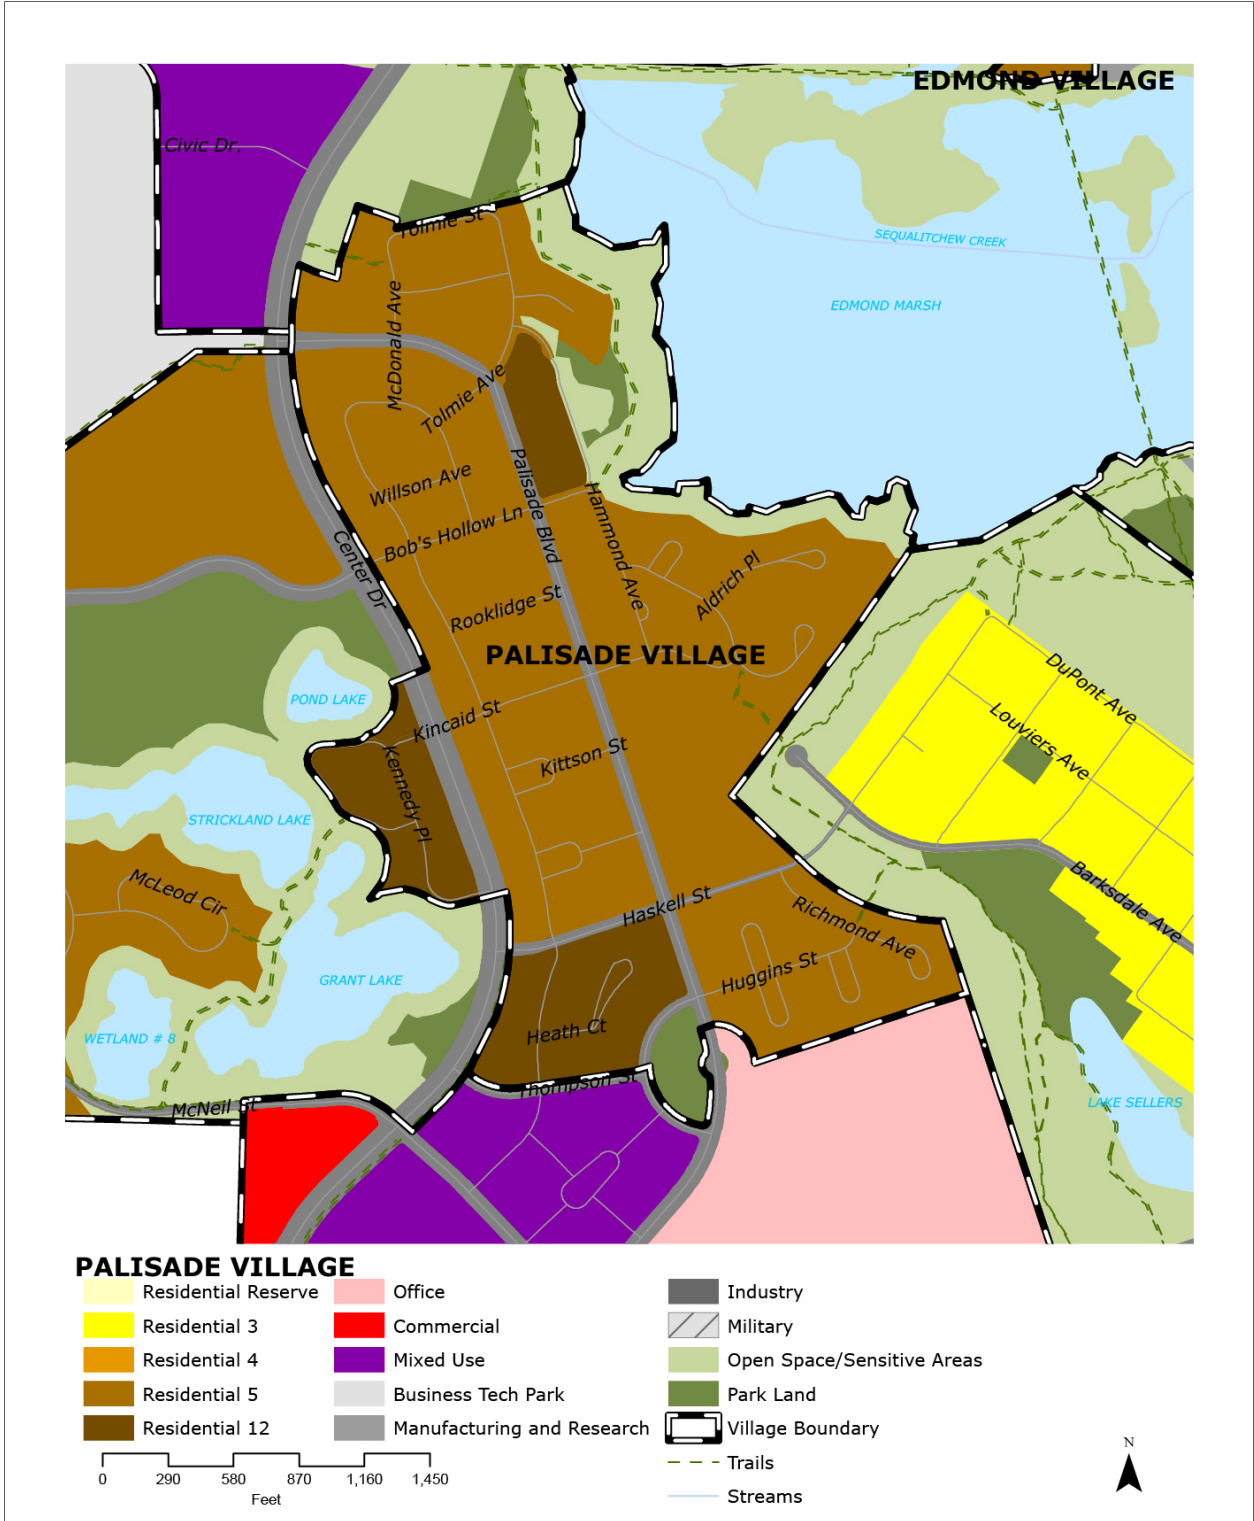 EDMOND VILLAGE
Civic Dr.
Tolmie St
SEQUALITCHEW CREEK
EDMOND MARSH
McDonald Ave
Tolmie Ave
Willson Ave
Palisade Blvd
Bob's Hollow Ln
Hammond Ave
Center Dr
Aldrich Pl
Rooklidge St
PALISADE VILLAGE
DuPont Ave
POND LAKE
Kincaid St
Louviers Ave
Kittson St
Kennedy Pl
STRICKLAND LAKE
McLeod Cir
Haskell St
Barksdale Ave
Richmond Ave
Huggins St
GRANT LAKE
WETLAND # 8
Heath Ct
Thompson St
McNeil St
LAKE SELLERS
PALISADE VILLAGE
Residential Reserve
Residential 3
Residential 4
Residential 5
Residential 12
Office
Commercial
Mixed Use
Business Tech Park
Manufacturing and Research
Industry
Military
Open Space/Sensitive Areas
Park Land
Village Boundary
Trails
Streams
0 290 580 870 1,160 1,450
Feet
N